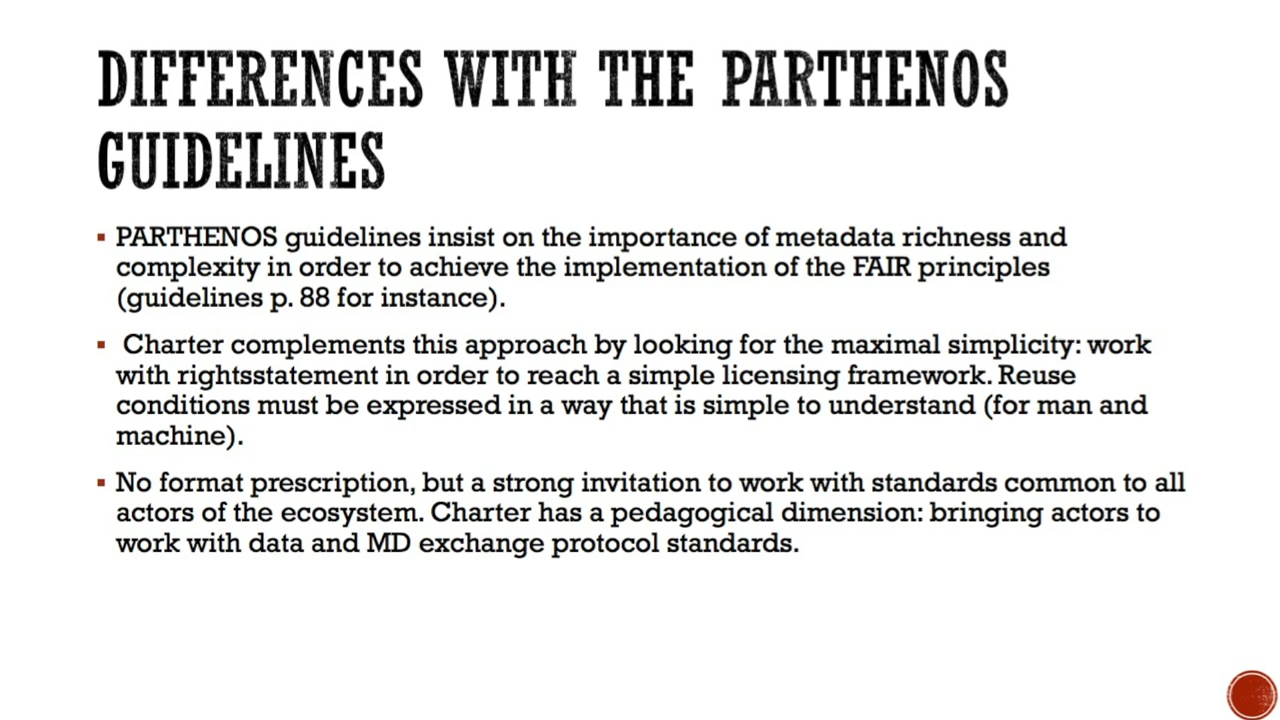 DIFFERENCES WITH THE PARTHENOS
GUIDELINES
▪ PARTHENOS guidelines insist on the importance of metadata richness and
complexity in order to achieve the implementation of the FAIR principles
(guidelines p. 88 for instance).
▪ Charter complements this approach by looking for the maximal simplicity: work
with rightsstatement in order to reach a simple licensing framework. Reuse
conditions must be expressed in a way that is simple to understand (for man and
machine).
▪ No format prescription, but a strong invitation to work with standards common to all
actors of the ecosystem. Charter has a pedagogical dimension: bringing actors to
work with data and MD exchange protocol standards.